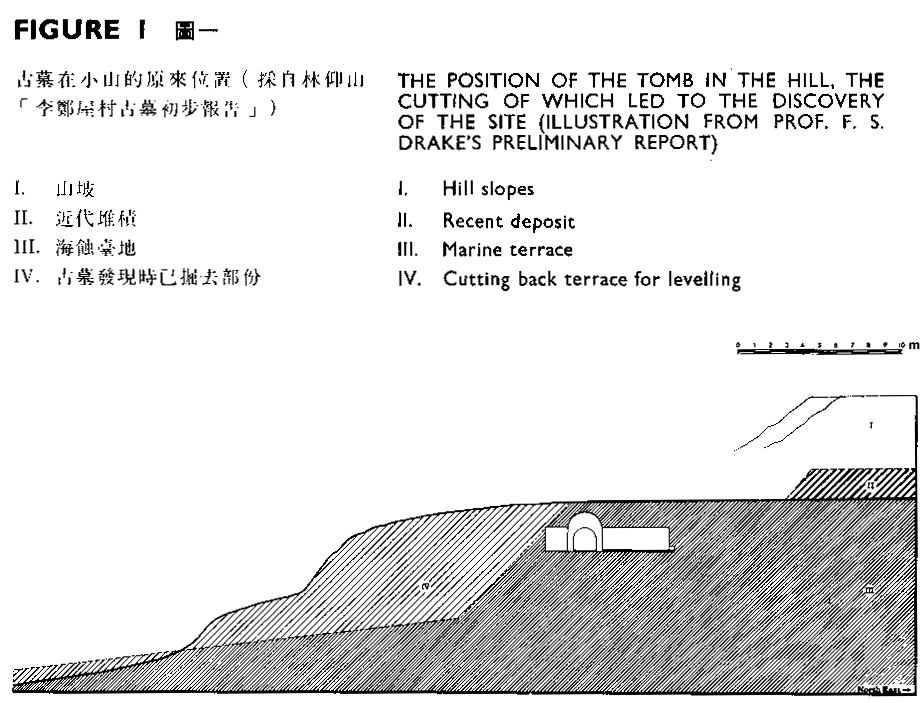 FIGURE I 圖一
古墓在小山的原來位置（採自林仰山
「李鄭屋村古墓初步報告」）
THE POSITION OF THE TOMB IN THE HILL, THE
CUTTING OF WHICH LED TO THE DISCOVERY
OF THE SITE (ILLUSTRATION FROM PROF. F. S.
DRAKE'S PRELIMINARY REPORT)
I. 山坡
II. 近代堆積
III. 海蝕臺地
IV. 古墓發現時已掘去部份
I. Hill slopes
II. Recent deposit
III. Marine terrace
IV. Cutting back terrace for levelling
0 1 2 3 4 5 6 7 8 9 10 m
I
II
III
North East →